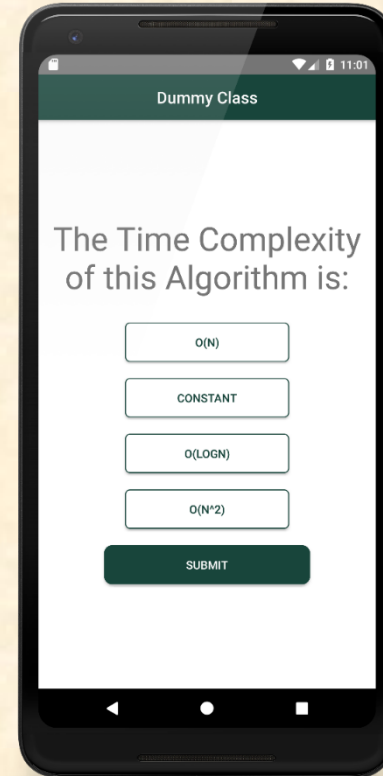 11:01
Dummy Class
The Time Complexity
of this Algorithm is:
O(N)
CONSTANT
O(LOGN)
O(N^2)
SUBMIT